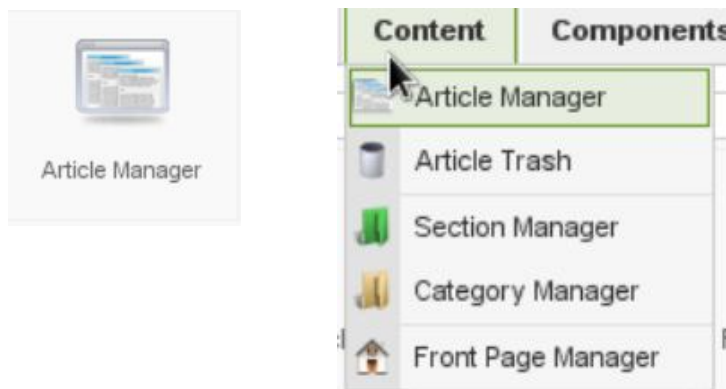 Article Manager
Content Components
Article Manager
Article Trash
Section Manager
Category Manager
Front Page Manager